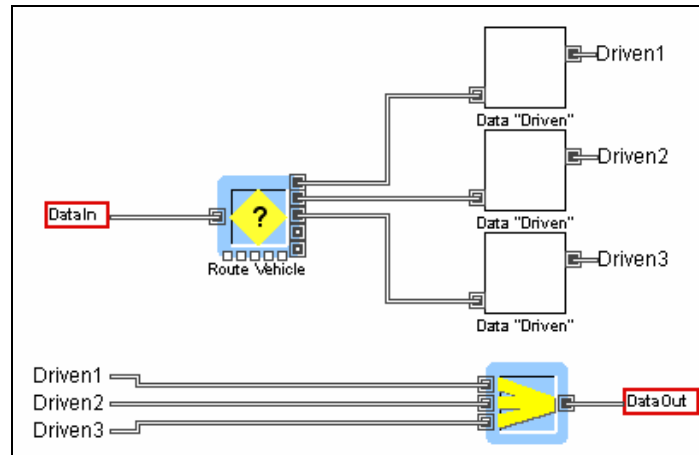 Driven1
Data "Driven"
Driven2
DataIn
?
Data "Driven"
Route Vehicle
Driven3
Data "Driven"
Driven1
Driven2
DataOut
Driven3